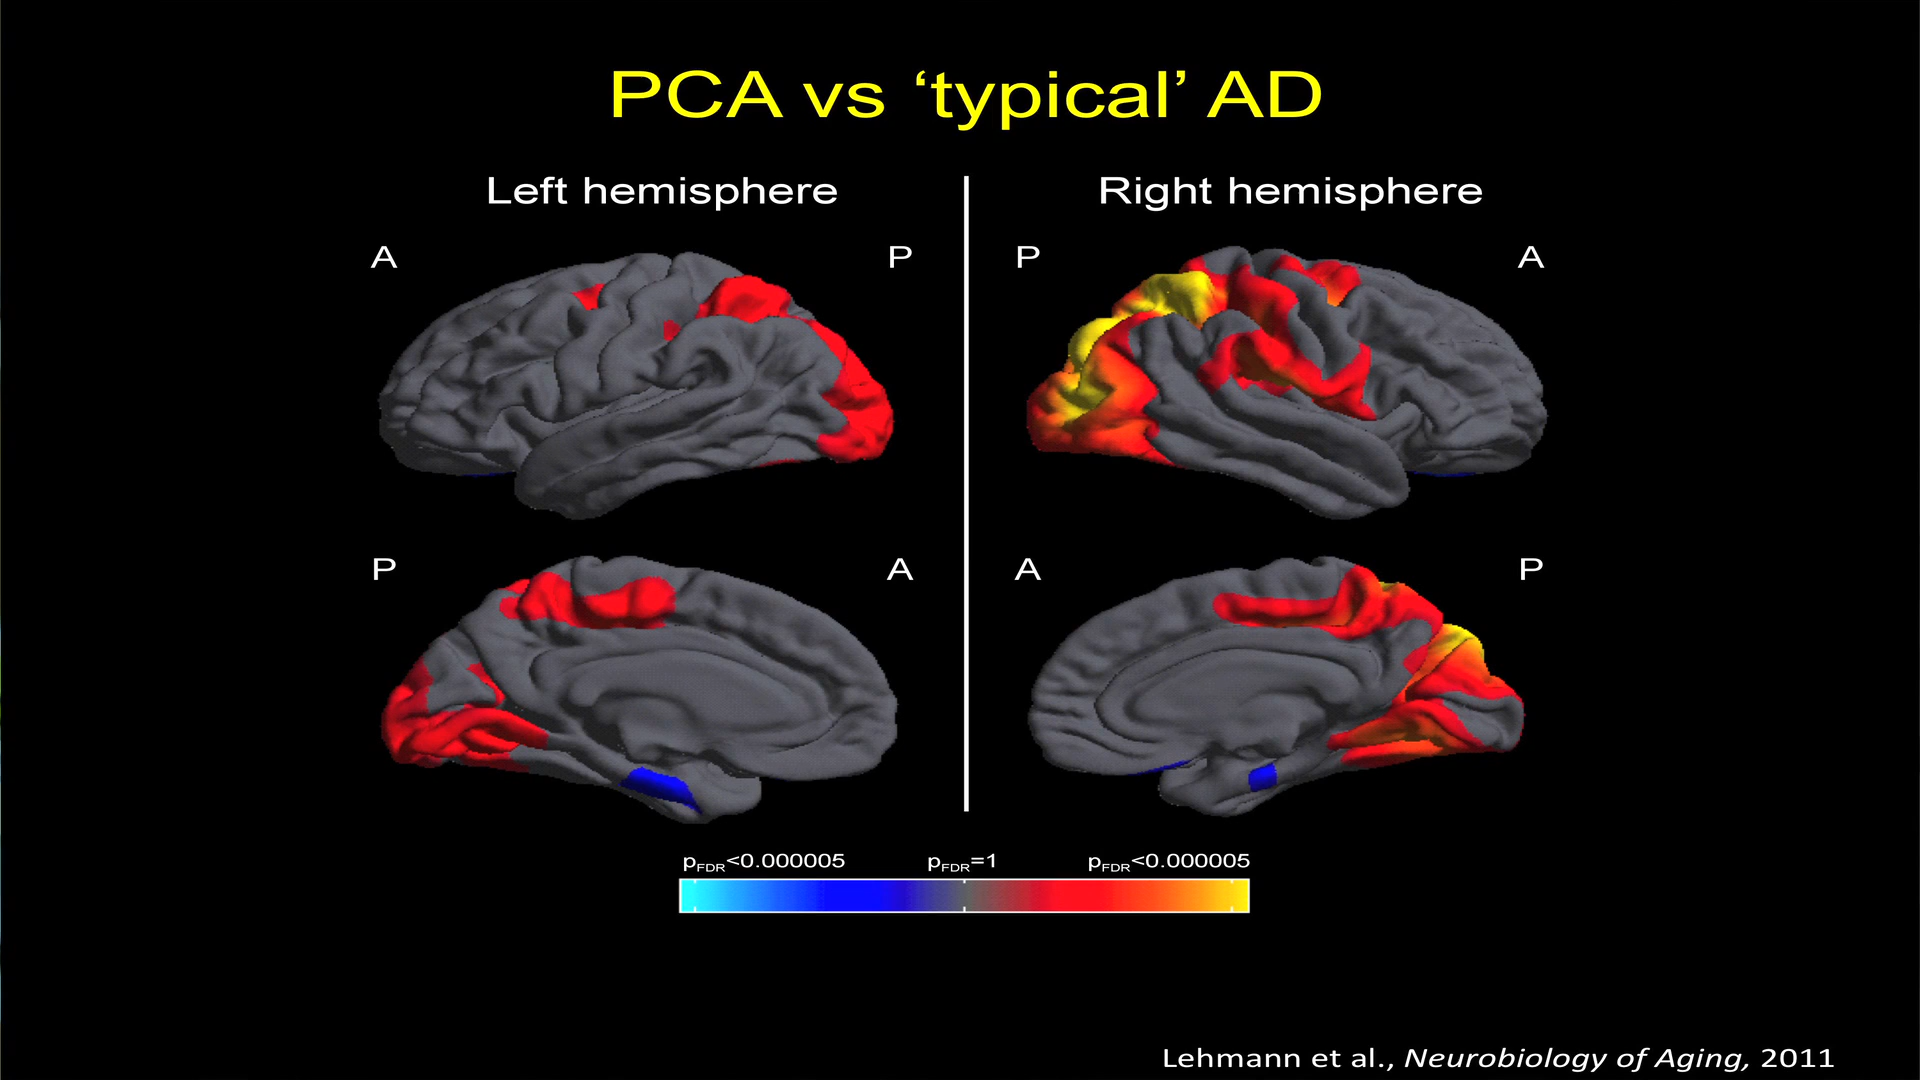 PCA vs ‘typical’ AD
Left hemisphere
Right hemisphere
A P P A
P A A P
pFDR<0.000005 pFDR=1 pFDR<0.000005
Lehmann et al., Neurobiology of Aging, 2011